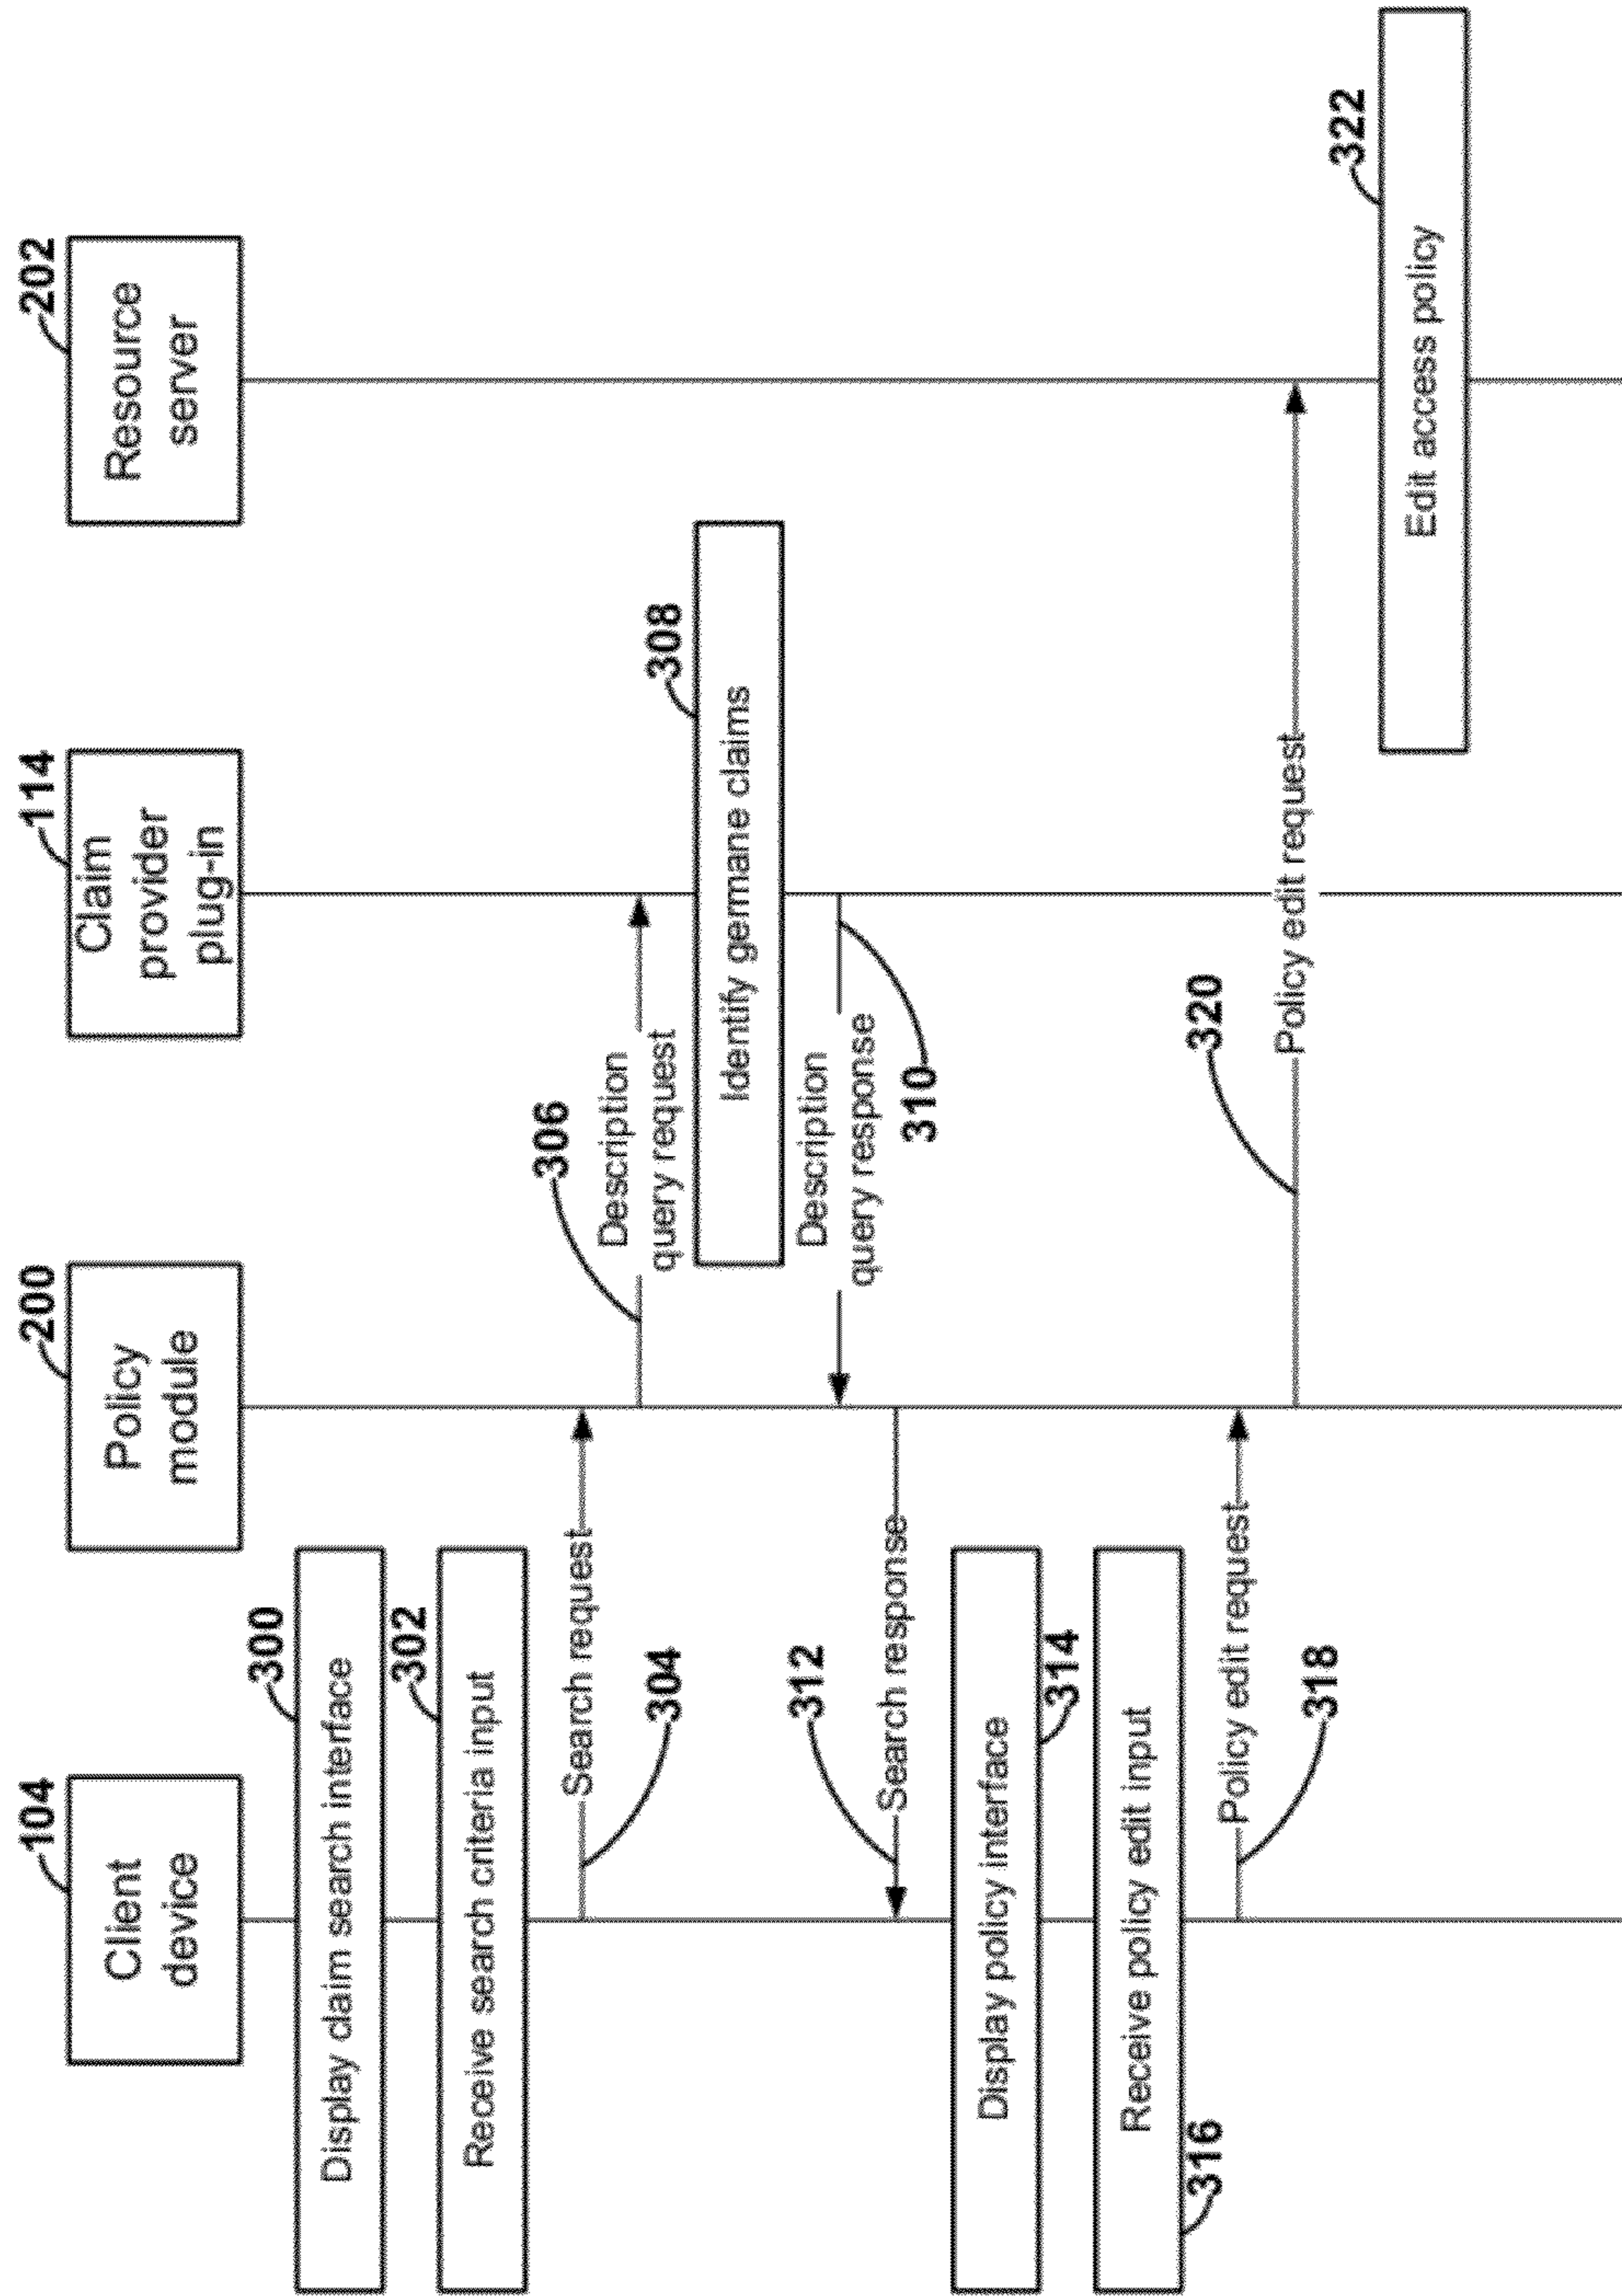 104
Client
device
200
Policy
module
114
Claim
provider
plug-in
202
Resource
server
300
Display claim search interface
302
Receive search criteria input
Search request
304
306
Description
query request
308
Identify germane claims
Description
query response
310
312
Search response
Display policy interface
314
Receive policy edit input
316
Policy edit request
318
320
Policy edit request
322
Edit access policy